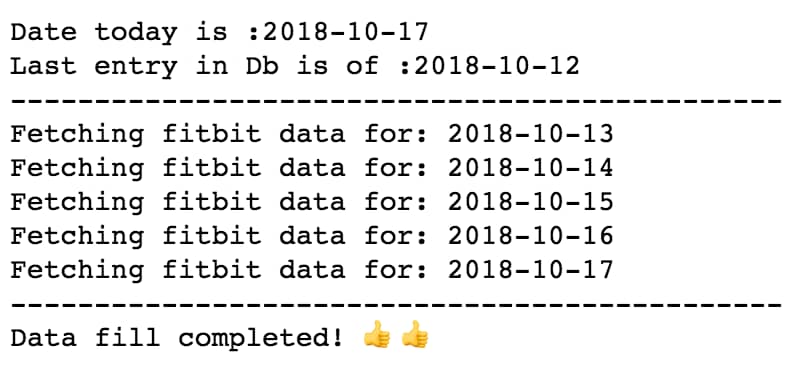 Date today is :2018-10-17
Last entry in Db is of :2018-10-12
----------------------------------------------
Fetching fitbit data for: 2018-10-13
Fetching fitbit data for: 2018-10-14
Fetching fitbit data for: 2018-10-15
Fetching fitbit data for: 2018-10-16
Fetching fitbit data for: 2018-10-17
----------------------------------------------
Data fill completed! 👍👍